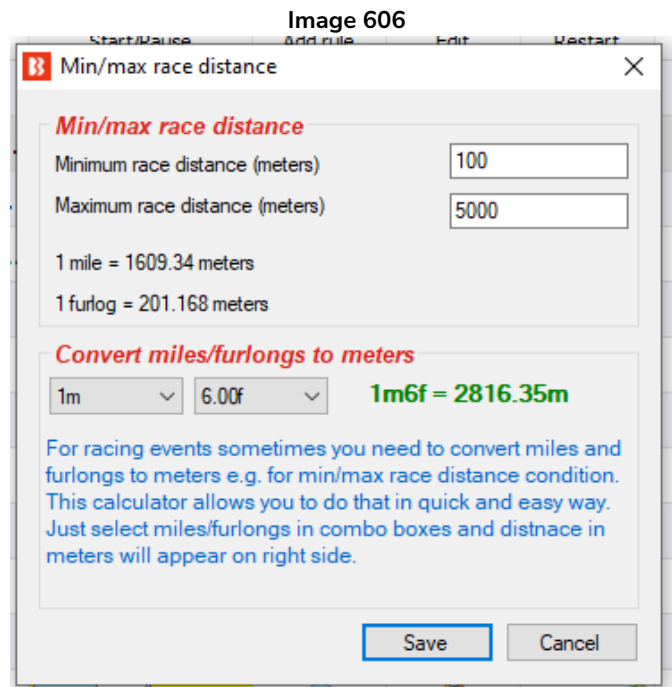 Image 606
Start/Pause Add rule Edit Restart
Min/max race distance
Min/max race distance
Minimum race distance (meters) 100
Maximum race distance (meters) 5000
1 mile = 1609.34 meters
1 furlog = 201.168 meters
Convert miles/furlongs to meters
1m 6.00f 1m6f = 2816.35m
For racing events sometimes you need to convert miles and
furlongs to meters e.g. for min/max race distance condition.
This calculator allows you to do that in quick and easy way.
Just select miles/furlongs in combo boxes and distnace in
meters will appear on right side.
Save Cancel